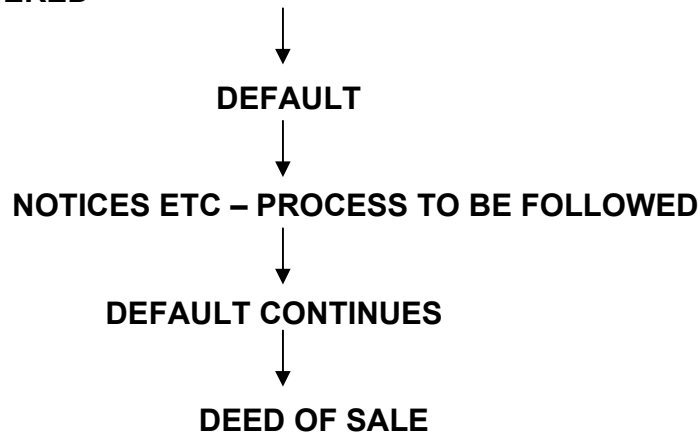 DEFAULT
NOTICES ETC – PROCESS TO BE FOLLOWED
DEFAULT CONTINUES
DEED OF SALE